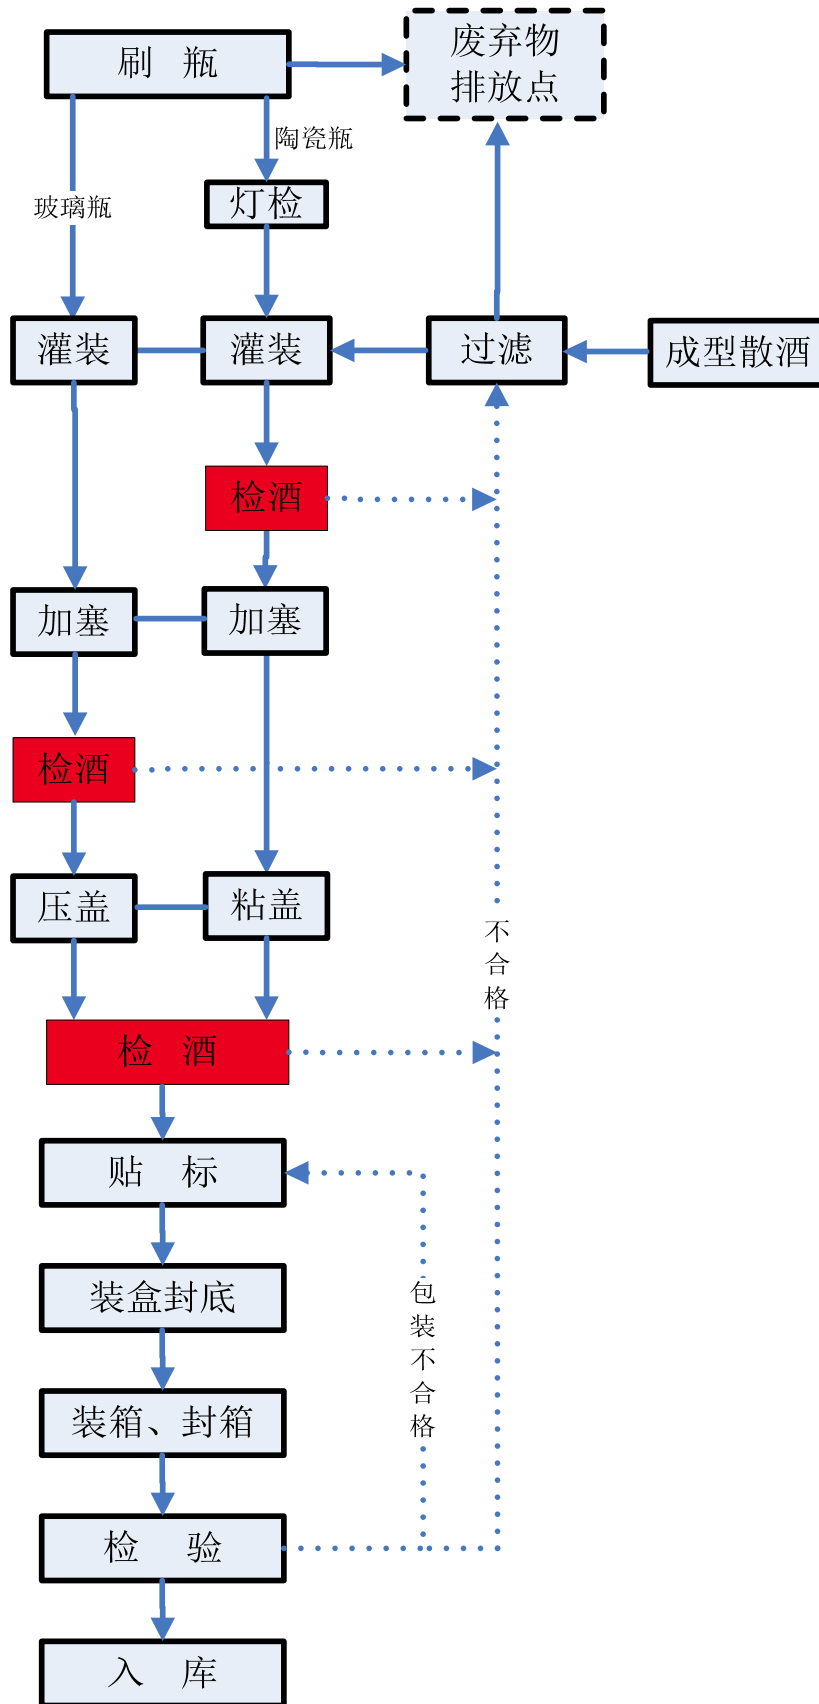 刷 瓶
废弃物
排放点
陶瓷瓶
玻璃瓶
灯检
灌装
灌装
过滤
成型散酒
检酒
加塞
加塞
检酒
压盖
粘盖
不合格
检 酒
贴 标
装盒封底
包装不合格
装箱、封箱
检 验
入 库